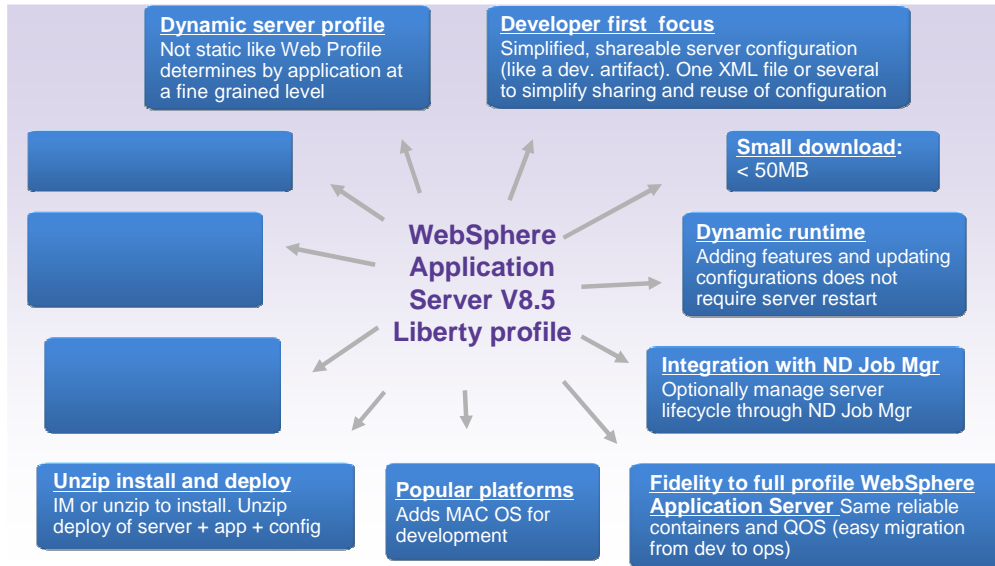 Dynamic server profile
Not static like Web Profile
determines by application at
a fine grained level
Developer first focus
Simplified, shareable server configuration
(like a dev. artifact). One XML file or several
to simplify sharing and reuse of configuration
Small download:
< 50MB
WebSphere
Application
Server V8.5
Liberty profile
Dynamic runtime
Adding features and updating
configurations does not
require server restart
Integration with ND Job Mgr
Optionally manage server
lifecycle through ND Job Mgr
Unzip install and deploy
IM or unzip to install. Unzip
deploy of server + app + config
Popular platforms
Adds MAC OS for
development
Fidelity to full profile WebSphere
Application Server Same reliable
containers and QOS (easy migration
from dev to ops)